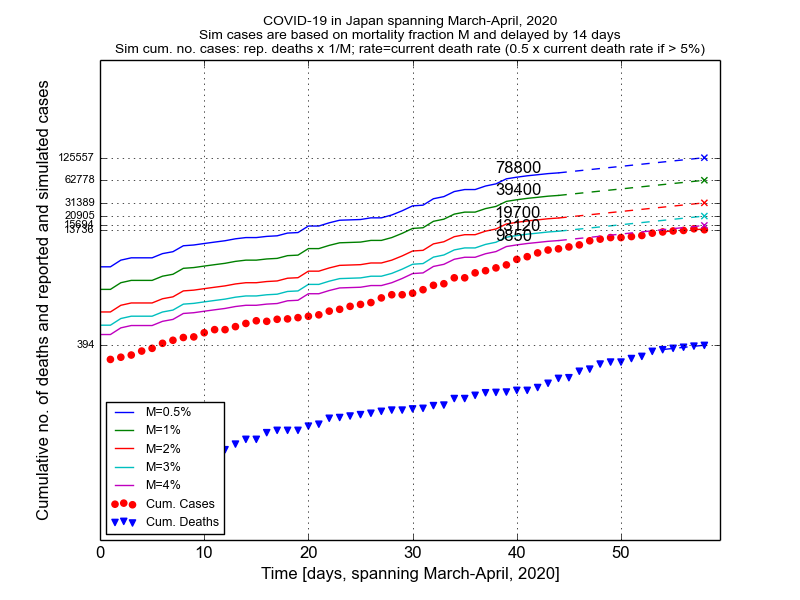 COVID-19 in Japan spanning March-April, 2020
Sim cases are based on mortality fraction M and delayed by 14 days
Sim cum. no. cases: rep. deaths x 1/M; rate=current death rate (0.5 x current death rate if > 5%)
Cumulative no. of deaths and reported and simulated cases
125557
62778
31389
20905
15694
13736
394
78800
39400
19700
13120
9850
M=0.5%
M=1%
M=2%
M=3%
M=4%
Cum. Cases
Cum. Deaths
0 10 20 30 40 50
Time [days, spanning March-April, 2020]